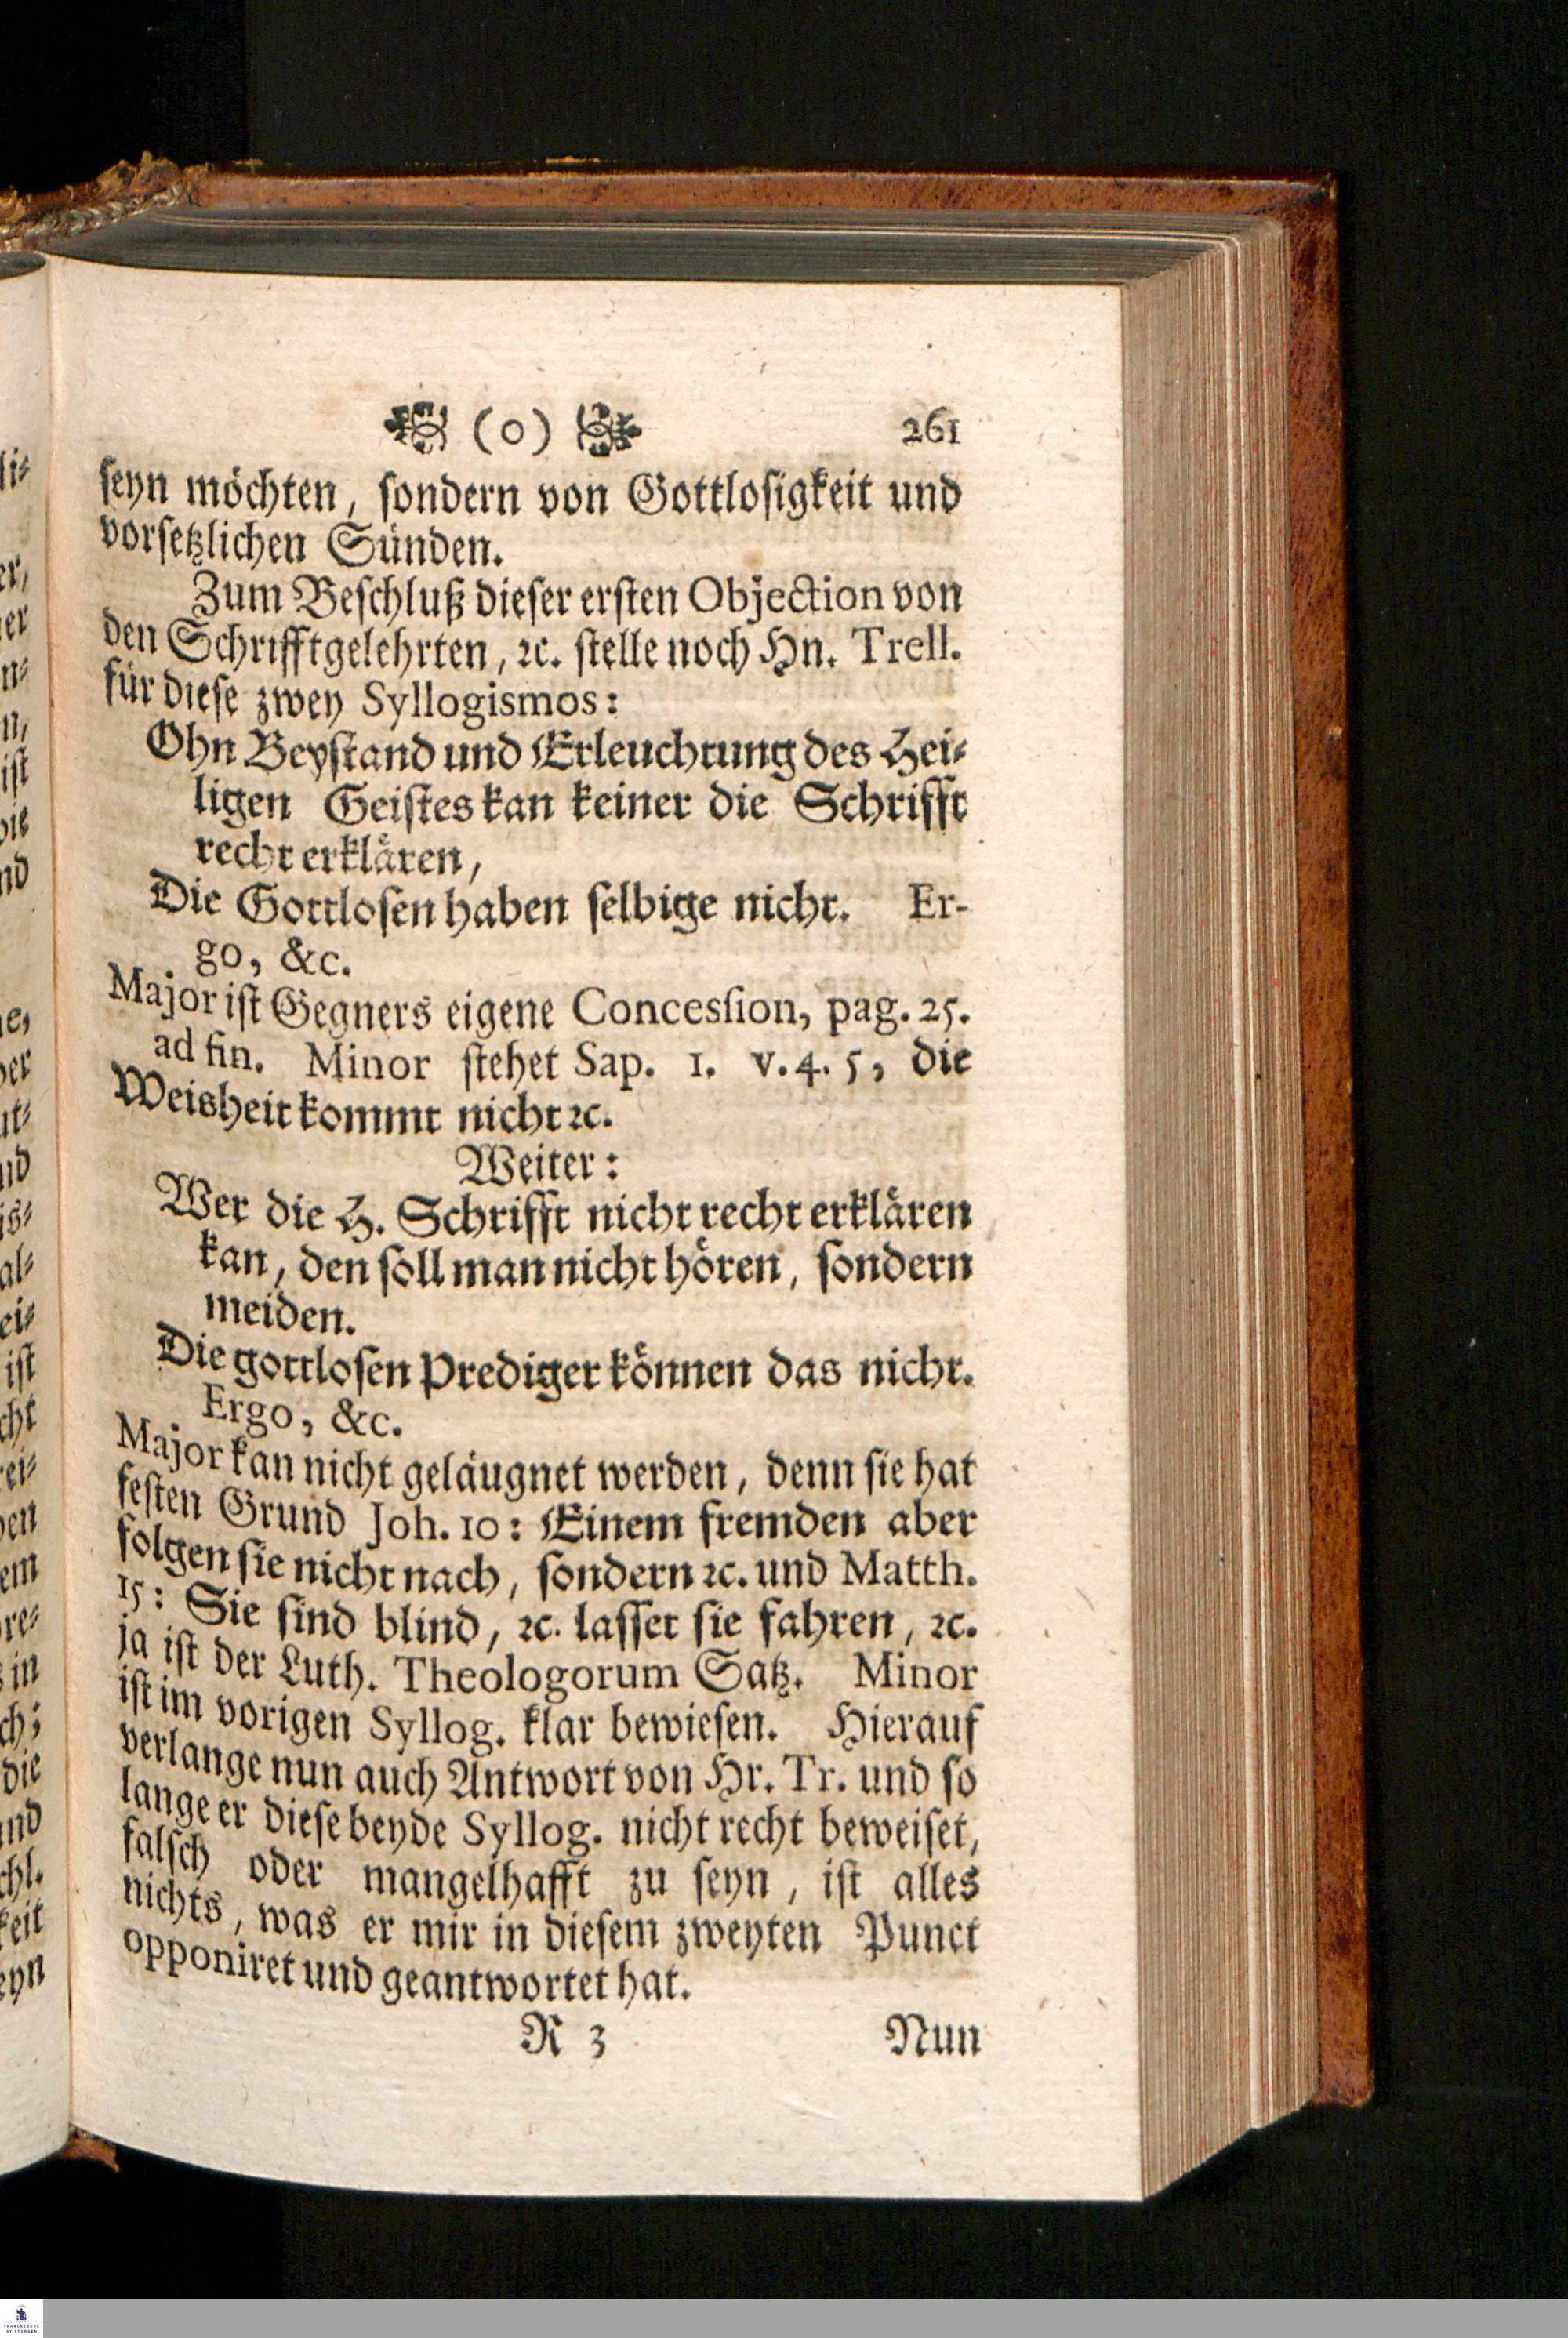 (o) 261
seyn möchten, sondern von Gottlosigkeit und
vorsetzlichen Sünden.
Zum Beschluß dieser ersten Objection von
den Schrifftgelehrten, ꝛc. stelle noch Hn. Trell.
für diese zwey Syllogismos:
Ohn Beystand und Erleuchtung des Hei-
ligen Geistes kan keiner die Schrifft
recht erklären,
Die Gottlosen haben selbige nicht. Er-
go, &c.
Major ist Gegners eigene Concession, pag. 25.
ad fin. Minor stehet Sap. 1. v. 4. 5, die
Weisheit kommt nicht ꝛc.
Weiter:
Wer die H. Schrifft nicht recht erklären
kan, den soll man nicht hören, sondern
meiden.
Die gottlosen Prediger können das nicht.
Ergo, &c.
Major kan nicht geläugnet werden, denn sie hat
festen Grund Joh. 10: Einem fremden aber
folgen sie nicht nach, sondern ꝛc. und Matth.
15: Sie sind blind, ꝛc. lasset sie fahren, ꝛc.
ja ist der Luth. Theologorum Satz. Minor
ist im vorigen Syllog. klar bewiesen. Hierauf
verlange nun auch Antwort von Hr. Tr. und so
lange er diese beyde Syllog. nicht recht beweiset,
falsch oder mangelhafft zu seyn, ist alles
nichts, was er mir in diesem zweyten Punct
opponiret und geantwortet hat.
R 3 Nun